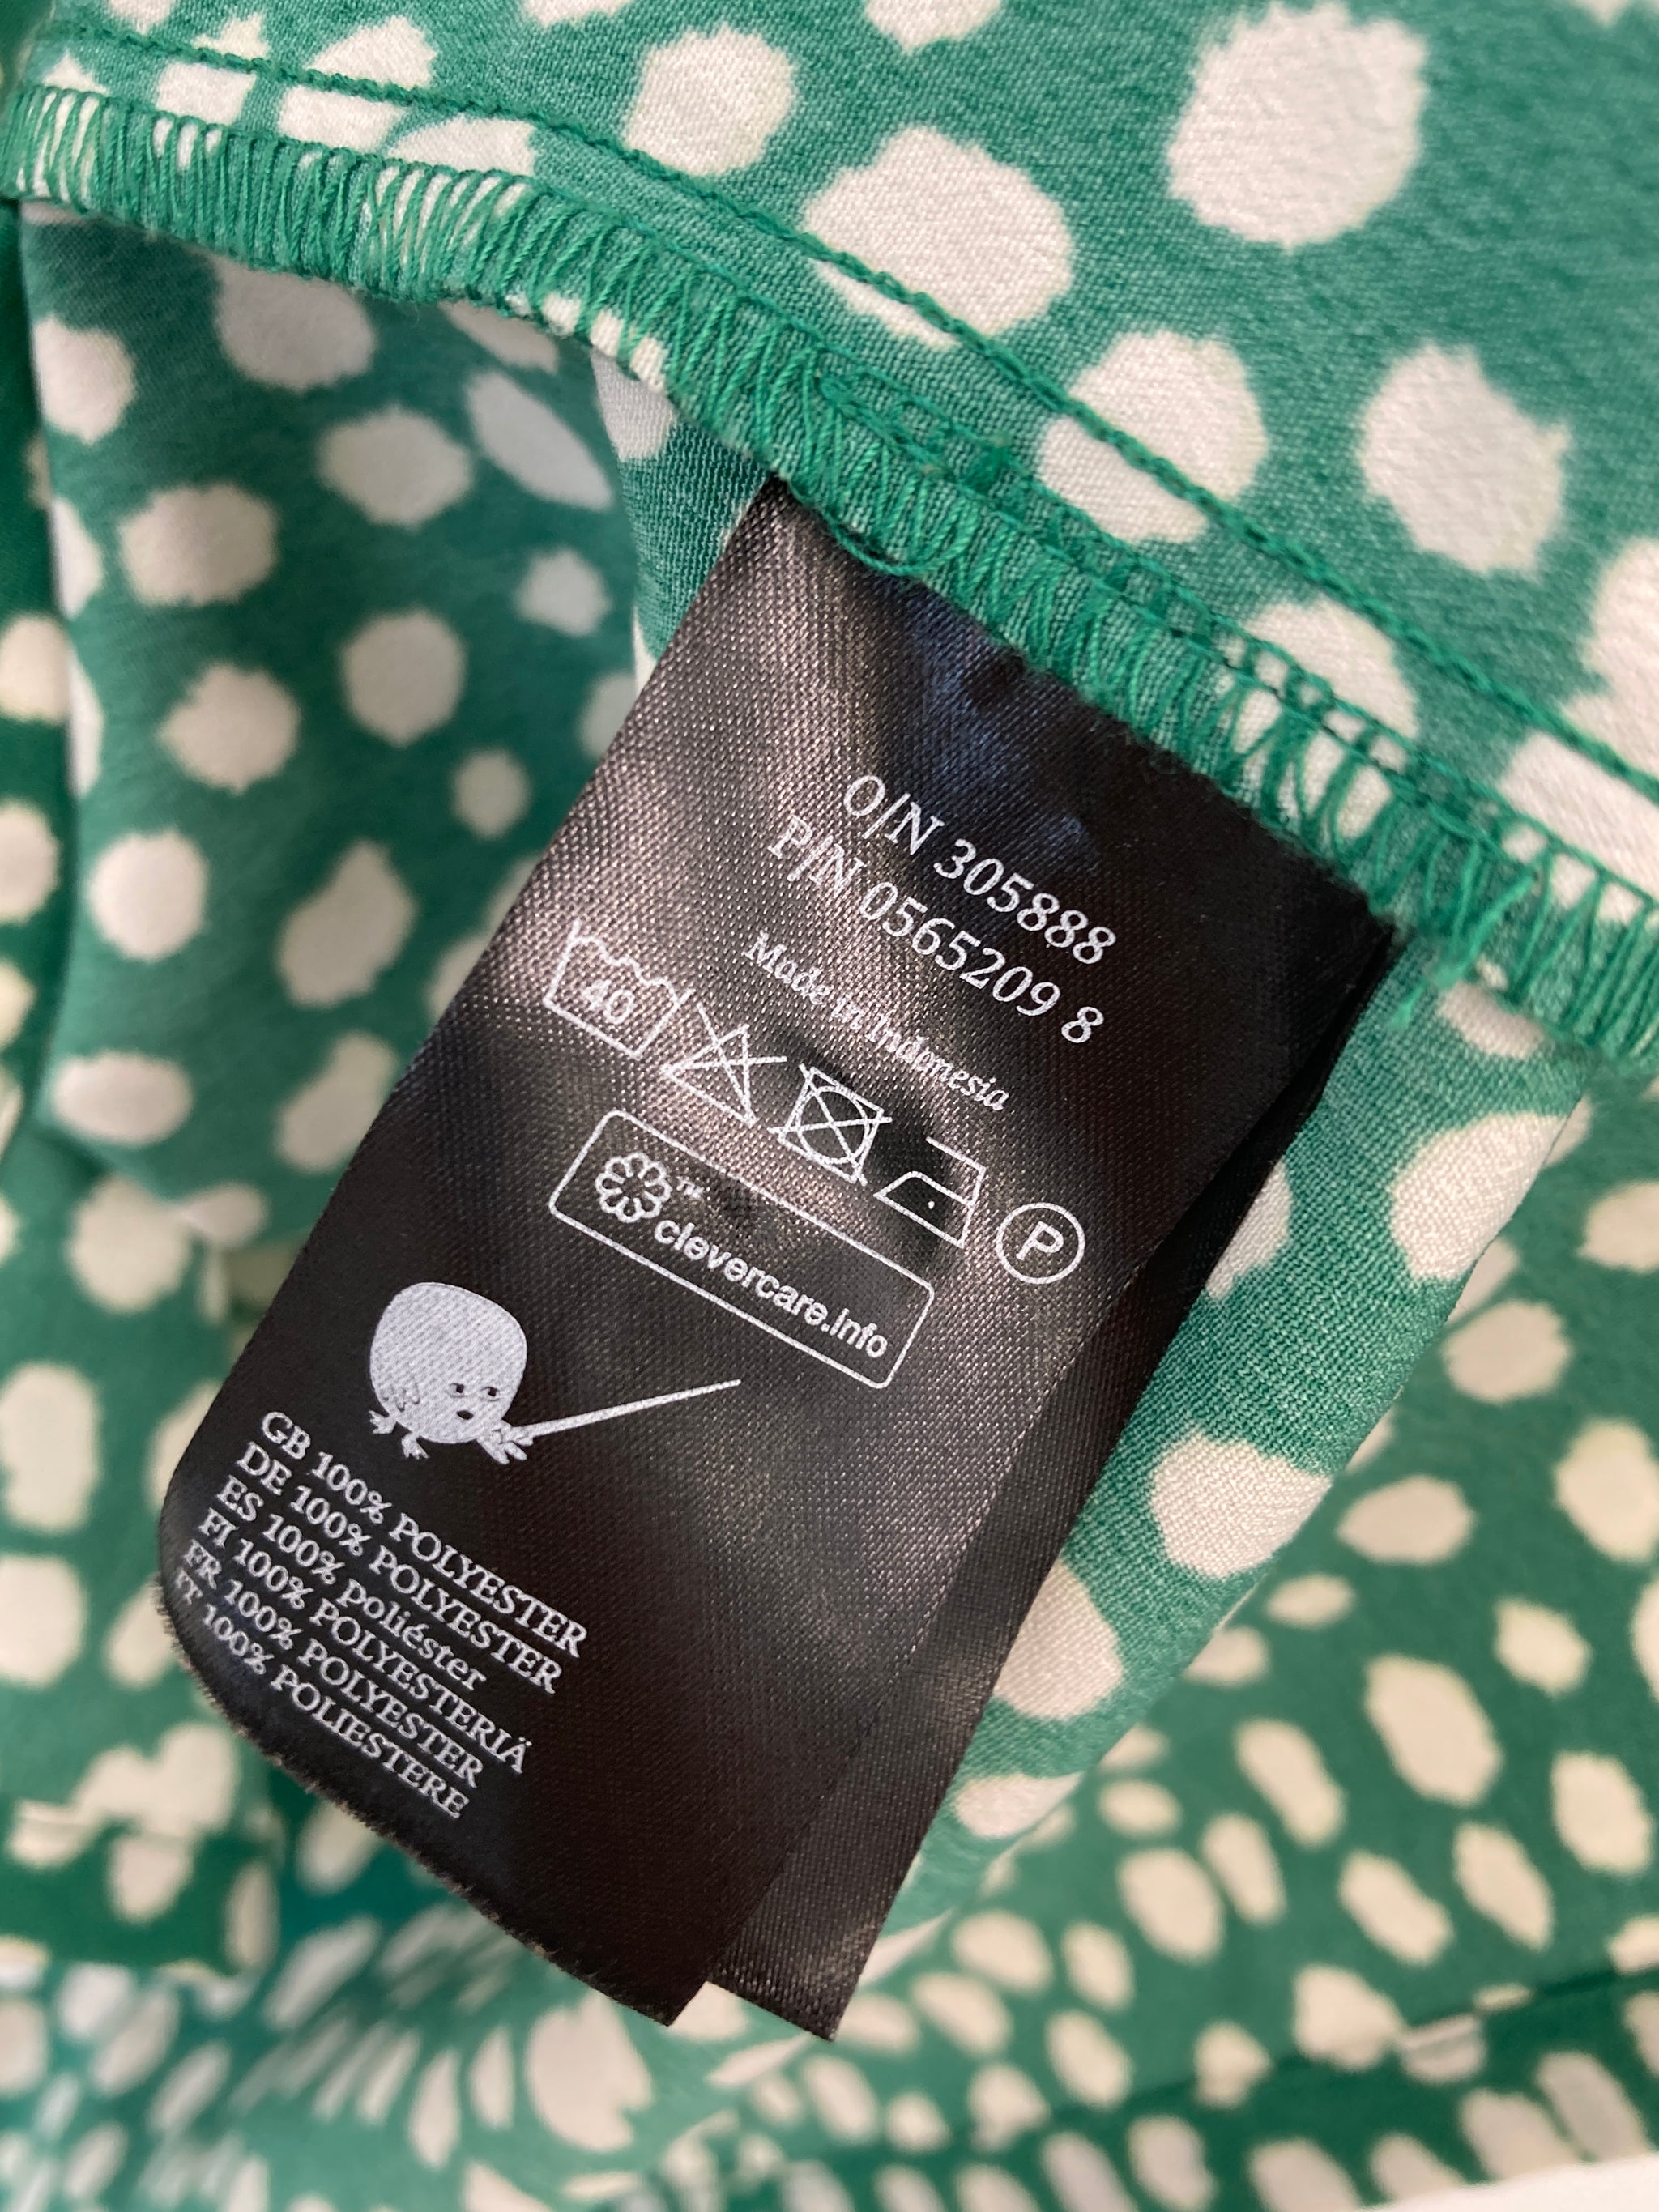 O/N 305888
P/N 0565209 8
Made in Indonesia
40
P
™ clevercare.info
GB 100% POLYESTER
DE 100% POLYESTER
ES 100% poliéster
FI 100% POLYESTERIÄ
FR 100% POLYESTER
IT 100% POLIESTERE